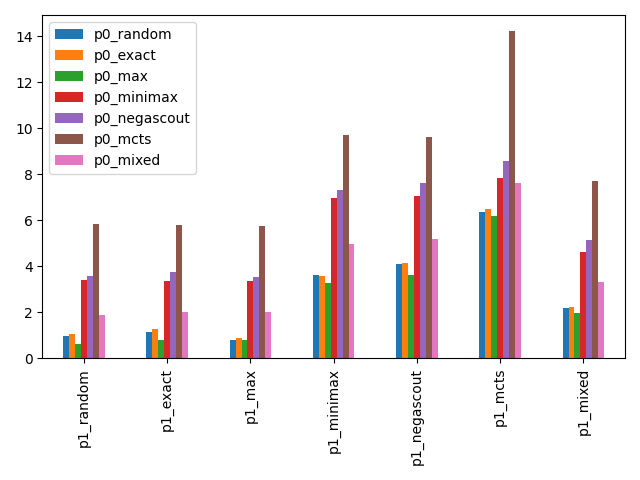 p0_random
p0_exact
p0_max
p0_minimax
p0_negascout
p0_mcts
p0_mixed
14
12
10
8
6
4
2
0
p1_random
p1_exact
p1_max
p1_minimax
p1_negascout
p1_mcts
p1_mixed